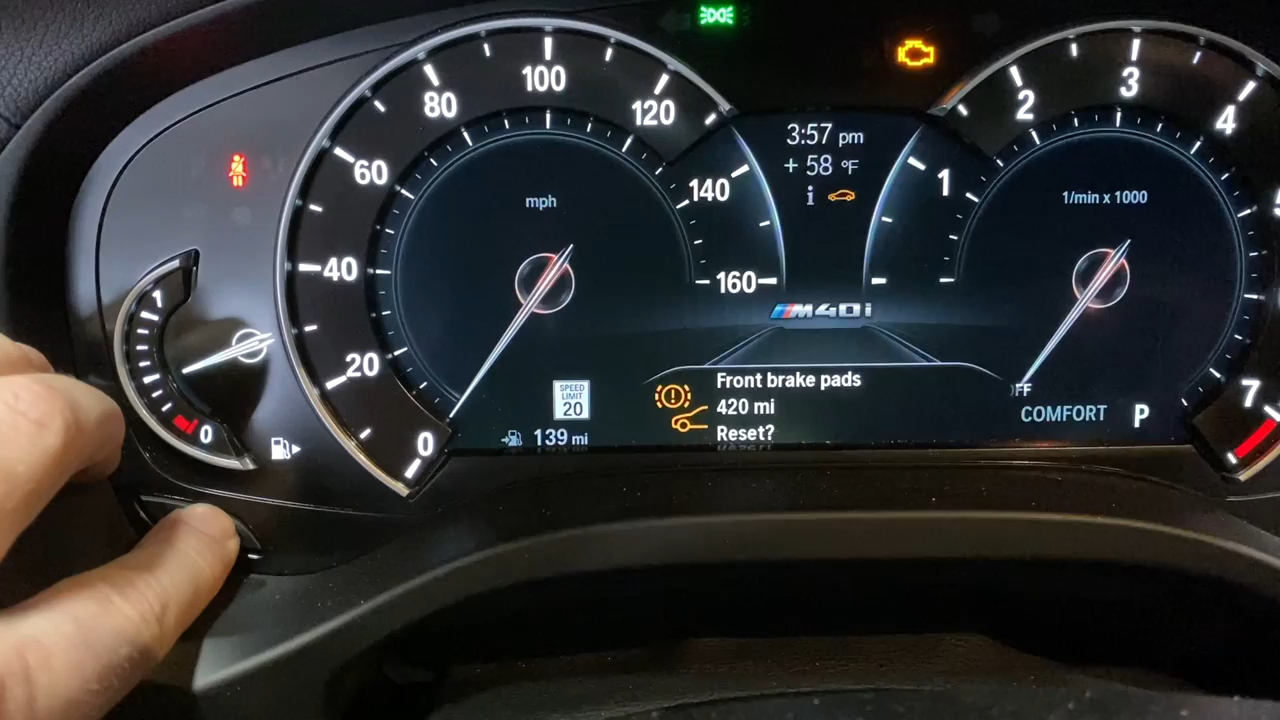 0
20
40
60
80
100
120
140
160
mph
1
0
SPEED
LIMIT
20
139 mi
3:57 pm
+ 58 °F
i
M40i
Front brake pads
420 mi
Reset?
1
2
3
4
7
1/min x 1000
COMFORT P